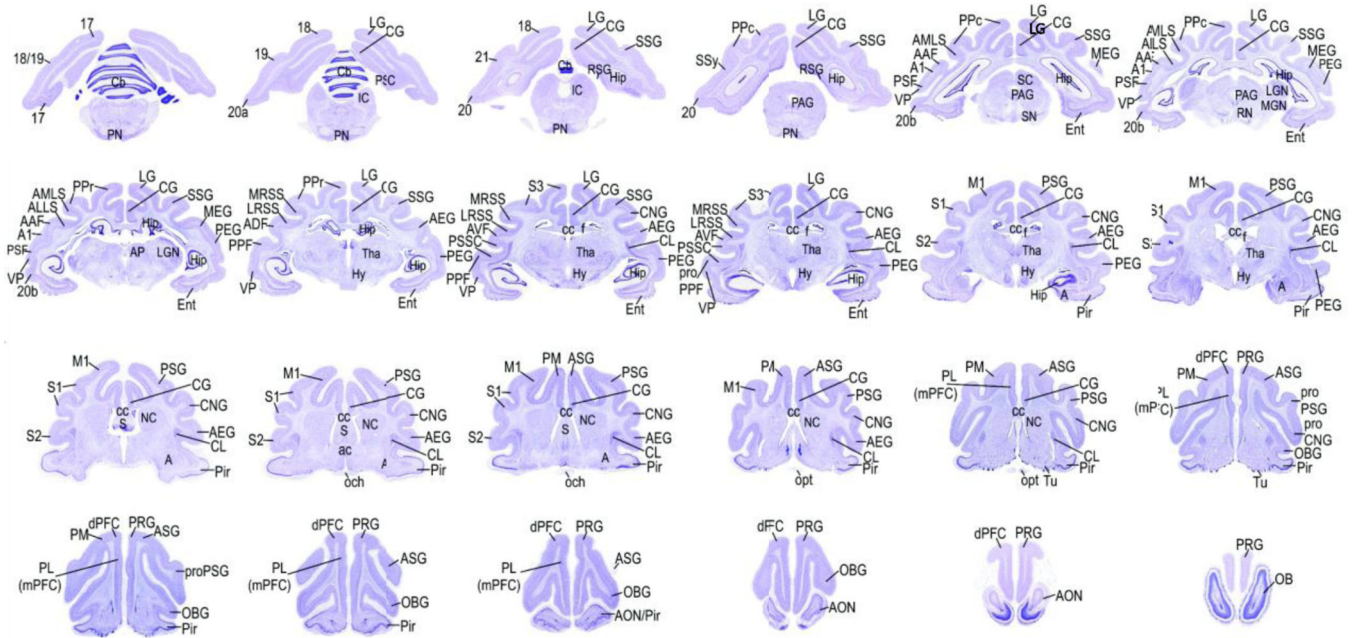 17 LG CG
18/19
Cb
17
PN
18 LG CG
19
SSG
Cb
PSC
IC
20a
PN
18 LG CG
SSG
21
Cb
RSG
Hip
IC
20
PN
PPc LG CG
SSG
SSy
RSG
Hip
PAG
20
PN
PPc LG CG
LG
SSG
AMLS
AAF
A1
PSF
VP
20b
MEG
SC
PAG
SN
Hip
Ent
PPc LG CG
SSG
AMLS
A1
PSF
VP
20b
MEG
PEG
Hip
LGN
PAG
MGN
RN
Ent
PPr LG CG
SSG
AMLS
ALLS
AAF
A1
PSF
VP
20b
MEG
PEG
Hip
AP
LGN
Hip
Ent
PPr LG CG
SSG
MRSS
LRSS
ADF
PPF
VP
AEG
PEG
Hip
Tha
Hip
Hy
Ent
S3 LG CG
SSG
MRSS
LRSS
AVF
PSSC
PPF
VP
CNG
AEG
CL
PEG
cc
f
Tha
Hy
Hip
Ent
S3 LG CG
MRSS
LRSS
AVF
PSSC
pro
PPF
VP
CNG
AEG
CL
PEG
cc
f
Tha
Hy
Hip
Ent
M1 PSG
CG
S1
S2
CNG
AEG
CL
PEG
cc
f
Tha
Hy
Hip
A
Pir
M1 PSG
CG
S1
CNG
AEG
CL
cc
f
Tha
Hy
A
Pir
PEG
M1 PSG
CG
S1
S2
cc
S
NC
CNG
AEG
CL
A
Pir
M1 PSG
CG
S1
S2
cc
S
NC
ac
CNG
AEG
CL
Pir
och
PM ASG
M1 PSG
CG
S1
S2
cc
S
NC
CNG
AEG
CL
A
Pir
och
PM ASG
CG
M1
PSG
cc
NC
CNG
AEG
CL
Pir
opt
PM ASG
PL
(mPFC)
CG
PSG
cc
NC
CNG
CL
Pir
opt Tu
dPFC PRG
PM ASG
pro
PSG
pro
CNG
OBG
Pir
Tu
dPFC PRG
PM ASG
PL
(mPFC)
proPSG
OBG
Pir
dPFC PRG
PL
(mPFC)
ASG
OBG
Pir
dPFC PRG
PL
(mPFC)
ASG
OBG
AON/Pir
PRG
OBG
AON
dPFC PRG
AON
PRG
OB